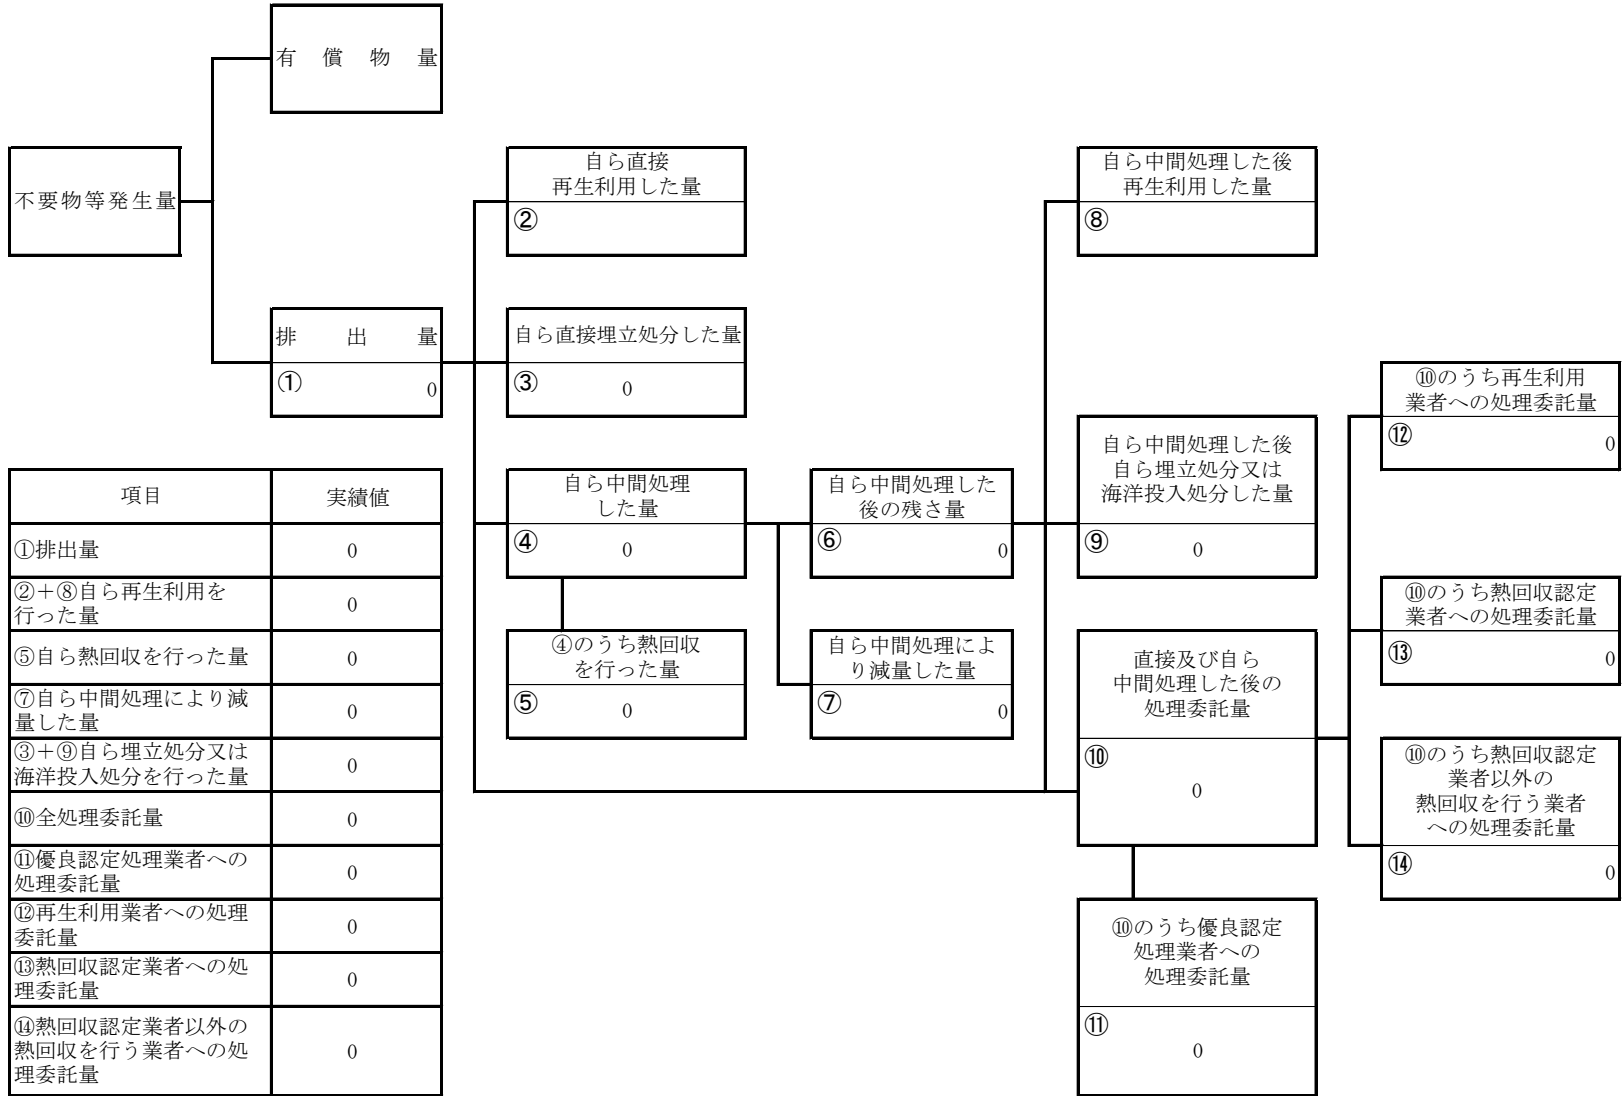 有償物量
不要物等発生量
排出量
①
0
自ら直接
再生利用した量
②
自ら直接埋立処分した量
③
0
自ら中間処理
した量
④
0
④のうち熱回収
を行った量
⑤
0
自ら中間処理した
後の残さ量
⑥
0
自ら中間処理によ
り減量した量
⑦
0
自ら中間処理した後
再生利用した量
⑧
自ら中間処理した後
自ら埋立処分又は
海洋投入処分した量
⑨
0
直接及び自ら
中間処理した後の
処理委託量
⑩
0
⑩のうち優良認定
処理業者への
処理委託量
⑪
0
⑩のうち再生利用
業者への処理委託量
⑫
0
⑩のうち熱回収認定
業者への処理委託量
⑬
0
⑩のうち熱回収認定
業者以外の
熱回収を行う業者
への処理委託量
⑭
0
項目 実績値
①排出量 0
②+⑧自ら再生利用を
行った量 0
⑤自ら熱回収を行った量 0
⑦自ら中間処理により減
量した量 0
③+⑨自ら埋立処分又は
海洋投入処分を行った量 0
⑩全処理委託量 0
⑪優良認定処理業者への
処理委託量 0
⑫再生利用業者への処理
委託量 0
⑬熱回収認定業者への処
理委託量 0
⑭熱回収認定業者以外の
熱回収を行う業者への処
理委託量 0